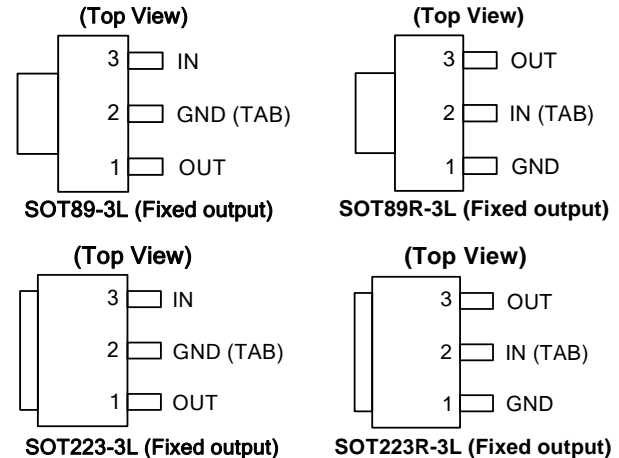 (Top View)
3 IN
2 GND (TAB)
1 OUT
SOT89-3L (Fixed output)
(Top View)
3 OUT
2 IN (TAB)
1 GND
SOT89R-3L (Fixed output)
(Top View)
3 IN
2 GND (TAB)
1 OUT
SOT223-3L (Fixed output)
(Top View)
3 OUT
2 IN (TAB)
1 GND
SOT223R-3L (Fixed output)